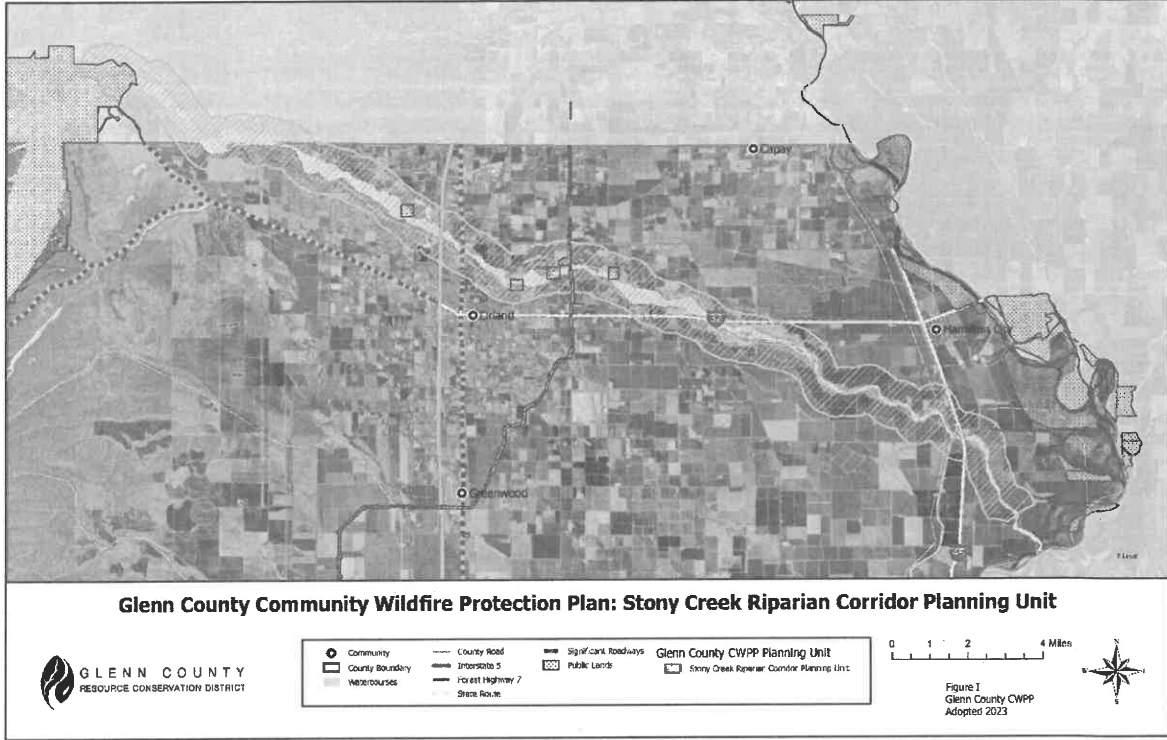 Capay
Orland
32
Hamilton City
Greenwood
45
Glenn County Community Wildfire Protection Plan: Stony Creek Riparian Corridor Planning Unit
GLENN COUNTY
RESOURCE CONSERVATION DISTRICT
Community
County Boundary
Watercourses
County Road
Interstate 5
Forest Highway 7
State Route
Significant Roadways
Public Lands
Glenn County CWPP Planning Unit
Stony Creek Riparian Corridor Planning Unit
0 1 2 4 Miles
N
W E
S
Figure I
Glenn County CWPP
Adopted 2023